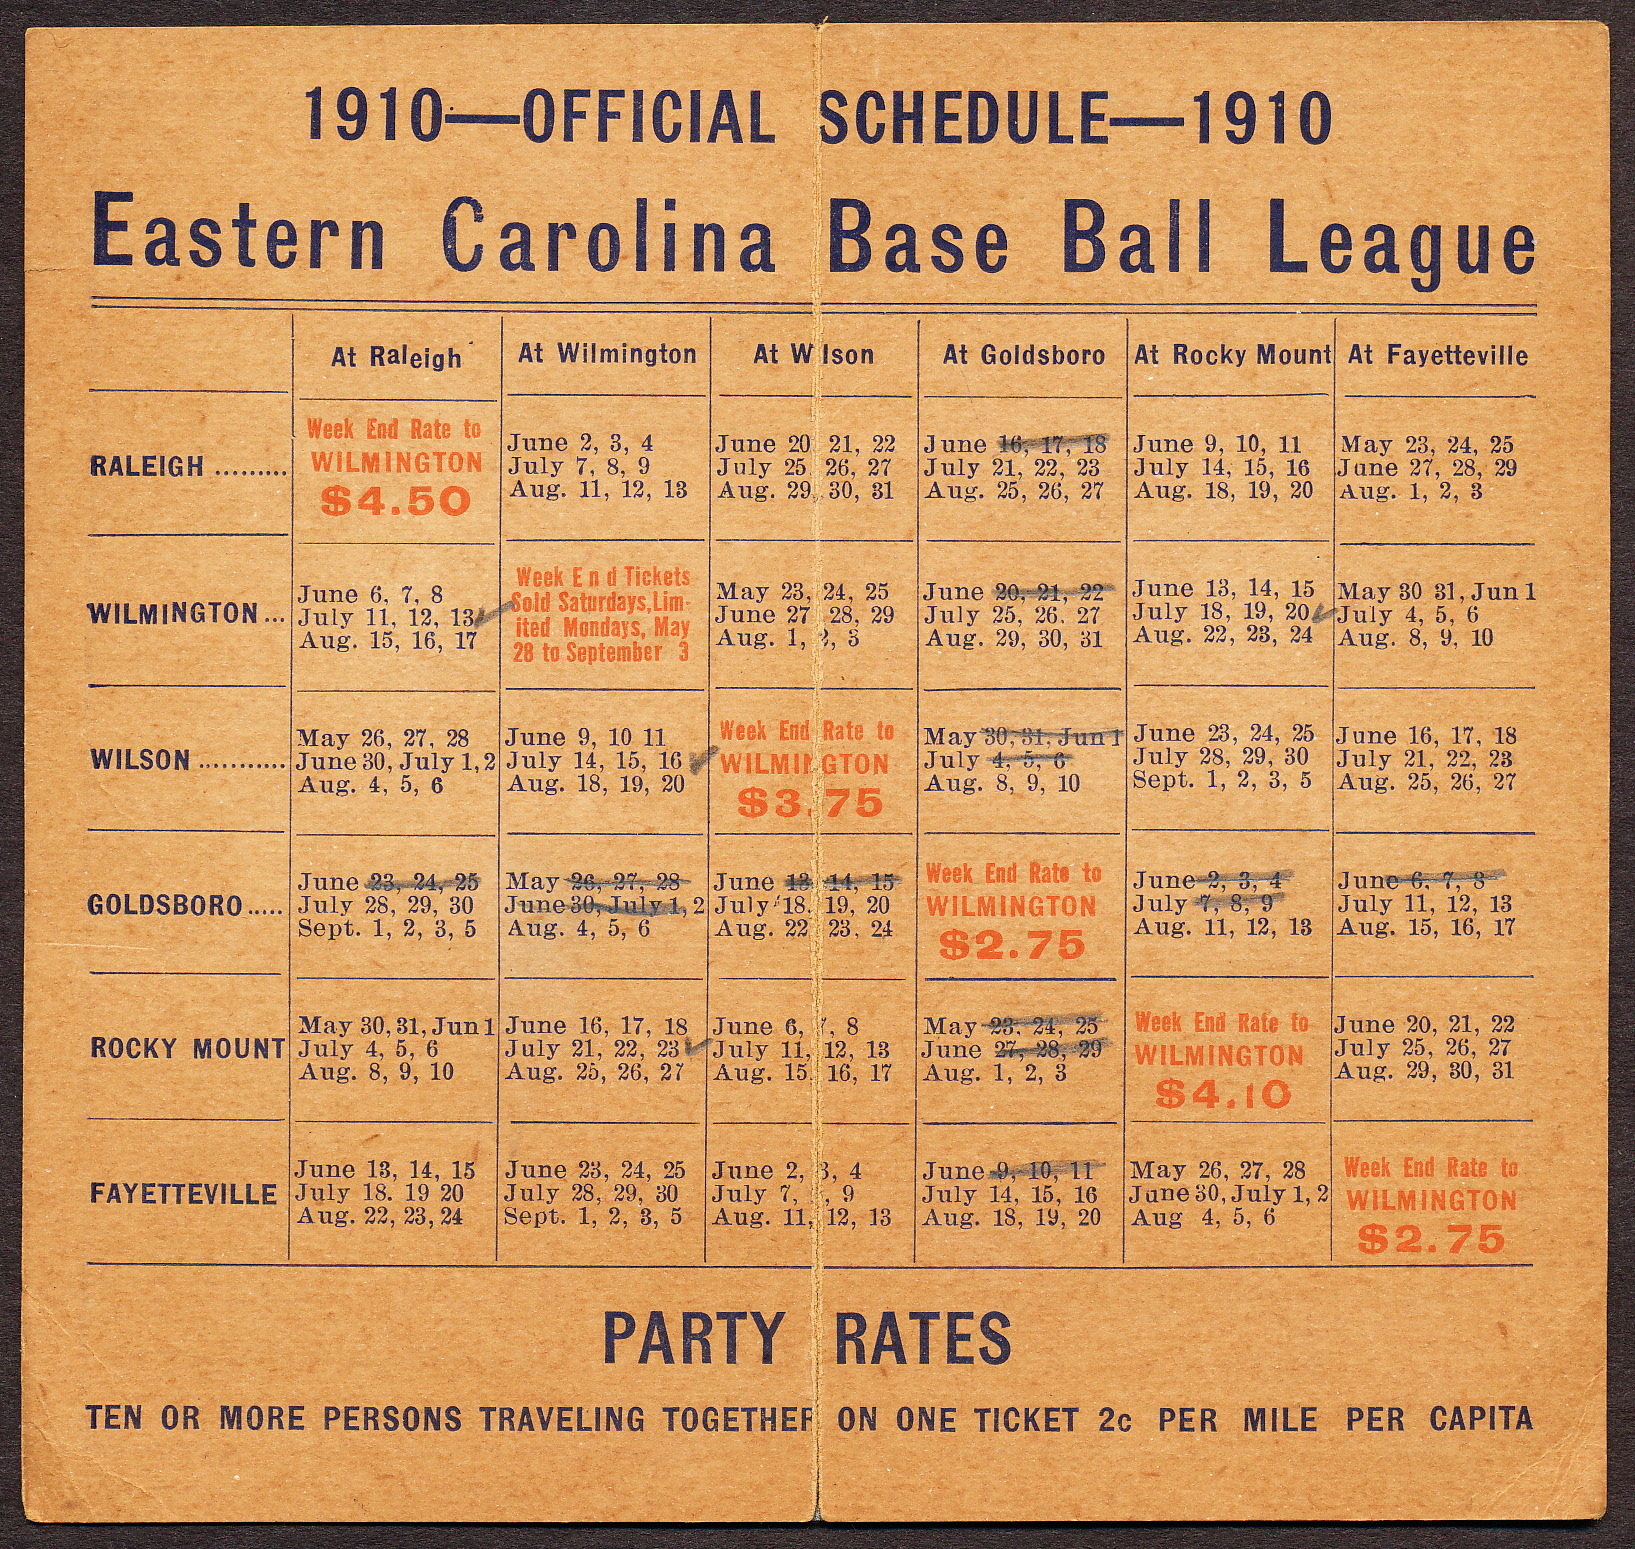 1910—OFFICIAL SCHEDULE—1910
Eastern Carolina Base Ball League
At Raleigh At Wilmington At Wilson At Goldsboro At Rocky Mount At Fayetteville
RALEIGH .........
Week End Rate to
WILMINGTON
$4.50
June 2, 3, 4
July 7, 8, 9
Aug. 11, 12, 13
June 20 21, 22
July 25 26, 27
Aug. 29, 30, 31
June 16, 17, 18
July 21, 22, 23
Aug. 25, 26, 27
June 9, 10, 11
July 14, 15, 16
Aug. 18, 19, 20
May 23, 24, 25
June 27, 28, 29
Aug. 1, 2, 3
WILMINGTON...
June 6, 7, 8
July 11, 12, 13
Aug. 15, 16, 17
Week End Tickets
Sold Saturdays, Lim-
ited Mondays, May
28 to September 3
May 23, 24, 25
June 27 28, 29
Aug. 1, 2, 3
June 20, 21, 22
July 25, 26. 27
Aug. 29, 30, 31
June 13, 14, 15
July 18, 19, 20
Aug. 22, 23, 24
May 30 31, Jun 1
July 4, 5, 6
Aug. 8, 9, 10
WILSON ...........
May 26, 27, 28
June 30, July 1, 2
Aug. 4, 5, 6
June 9, 10 11
July 14, 15, 16
Aug. 18, 19, 20
Week End Rate to
WILMINGTON
$3.75
May 30, 31, Jun 1
July 4, 5, 6
Aug. 8, 9, 10
June 23, 24, 25
July 28, 29, 30
Sept. 1, 2, 3, 5
June 16, 17, 18
July 21, 22, 23
Aug. 25, 26, 27
GOLDSBORO.....
June 23, 24, 25
July 28, 29, 30
Sept. 1, 2, 3, 5
May 26, 27, 28
June 30, July 1, 2
Aug. 4, 5, 6
June 13 14, 15
July 18, 19, 20
Aug. 22 23, 24
Week End Rate to
WILMINGTON
$2.75
June 2, 3, 4
July 7, 8, 9
Aug. 11, 12, 13
June 6, 7, 8
July 11, 12, 13
Aug. 15, 16, 17
ROCKY MOUNT
May 30, 31, Jun 1
July 4, 5, 6
Aug. 8, 9, 10
June 16, 17, 18
July 21, 22, 23
Aug. 25, 26, 27
June 6, 7, 8
July 11, 12, 13
Aug. 15, 16, 17
May 23, 24, 25
June 27, 28, 29
Aug. 1, 2, 3
Week End Rate to
WILMINGTON
$4.10
June 20, 21, 22
July 25, 26, 27
Aug. 29, 30, 31
FAYETTEVILLE
June 13, 14, 15
July 18. 19 20
Aug. 22, 23, 24
June 23, 24, 25
July 28, 29, 30
Sept. 1, 2, 3, 5
June 2, 3, 4
July 7, , 9
Aug. 11, 12, 13
June 9, 10, 11
July 14, 15, 16
Aug. 18, 19, 20
May 26, 27, 28
June 30, July 1, 2
Aug 4, 5, 6
Week End Rate to
WILMINGTON
$2.75
PARTY RATES
TEN OR MORE PERSONS TRAVELING TOGETHER ON ONE TICKET 2c PER MILE PER CAPITA